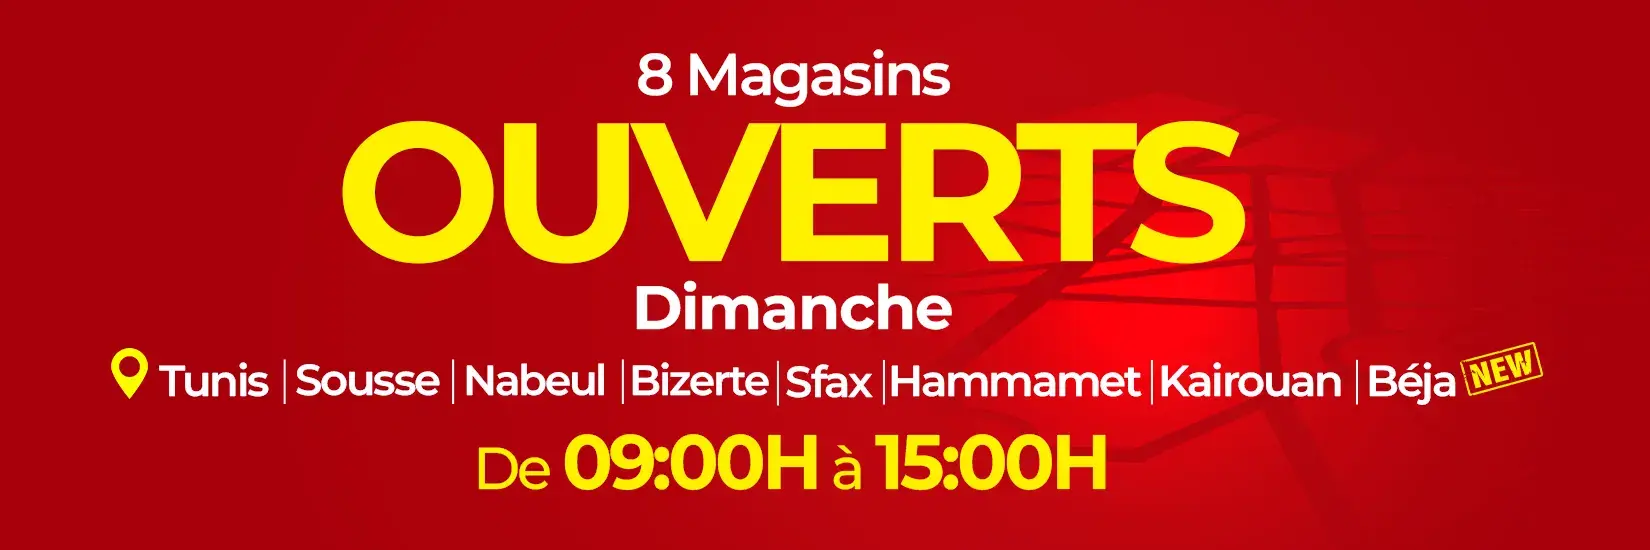 8 Magasins
OUVERTS
Dimanche
Tunis | Sousse | Nabeul | Bizerte | Sfax | Hammamet | Kairouan | Béja NEW
De 09:00H à 15:00H